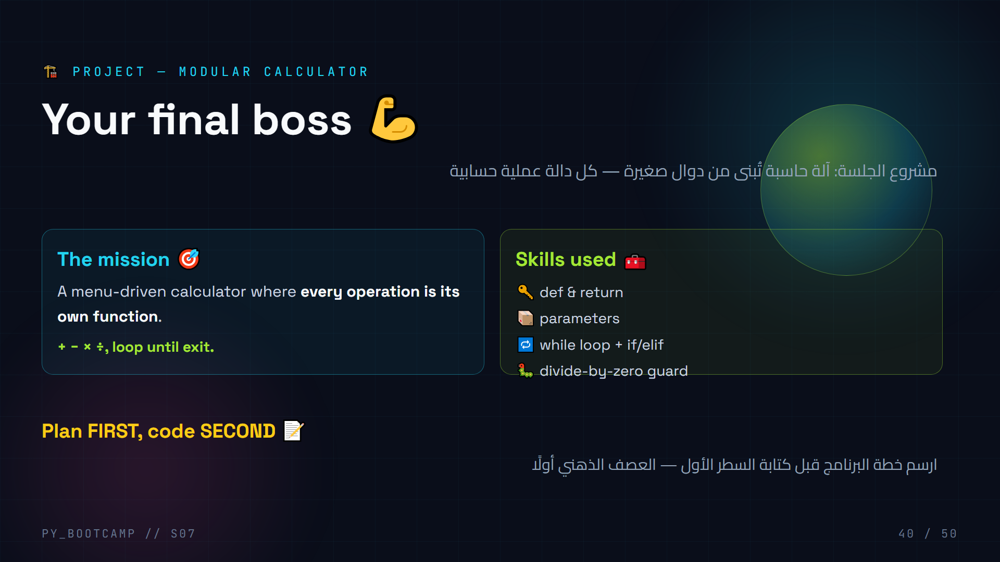 🏗️ PROJECT — MODULAR CALCULATOR
Your final boss 💪
مشروع الجلسة: آلة حاسبة تُبنى من دوال صغيرة — كل دالة عملية حسابية
The mission 🎯
A menu-driven calculator where every operation is its
own function.
+ − × ÷, loop until exit.
Skills used 🧰
🔑 def & return
📦 parameters
🔁 while loop + if/elif
🐛 divide-by-zero guard
Plan FIRST, code SECOND 📝
ارسم خطة البرنامج قبل كتابة السطر الأول — العصف الذهني أولًا
PY_BOOTCAMP // S07
40 / 50